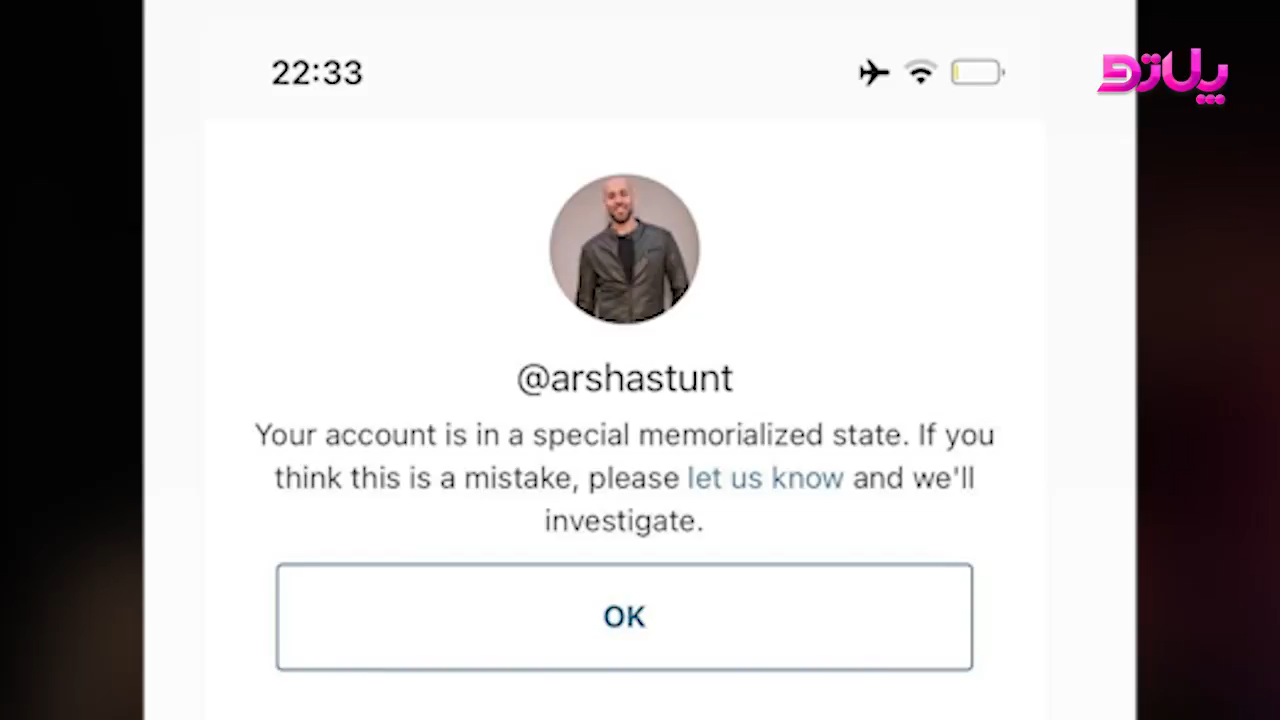 22:33
پلاتو
@arshastunt
Your account is in a special memorialized state. If you
think this is a mistake, please let us know and we'll
investigate.
OK